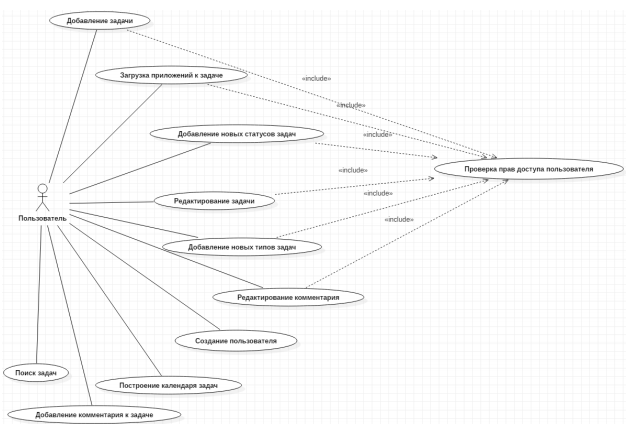 Добавление задачи
Загрузка приложений к задаче
«include»
«include»
Добавление новых статусов задач
«include»
Проверка прав доступа пользователя
«include»
Редактирование задачи
«include»
Пользователь
«include»
Добавление новых типов задач
Редактирование комментария
Создание пользователя
Поиск задач
Построение календаря задач
Добавление комментария к задаче